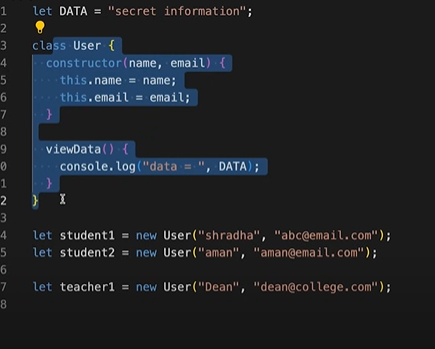 1 let DATA = "secret information";
2
3 class User {
4 constructor(name, email) {
5 this.name = name;
6 this.email = email;
7 }
8
9 viewData() {
0 console.log("data = ", DATA);
1 }
2 }
3
4 let student1 = new User("shradha", "abc@email.com");
5 let student2 = new User("aman", "aman@email.com");
6
7 let teacher1 = new User("Dean", "dean@college.com");
8